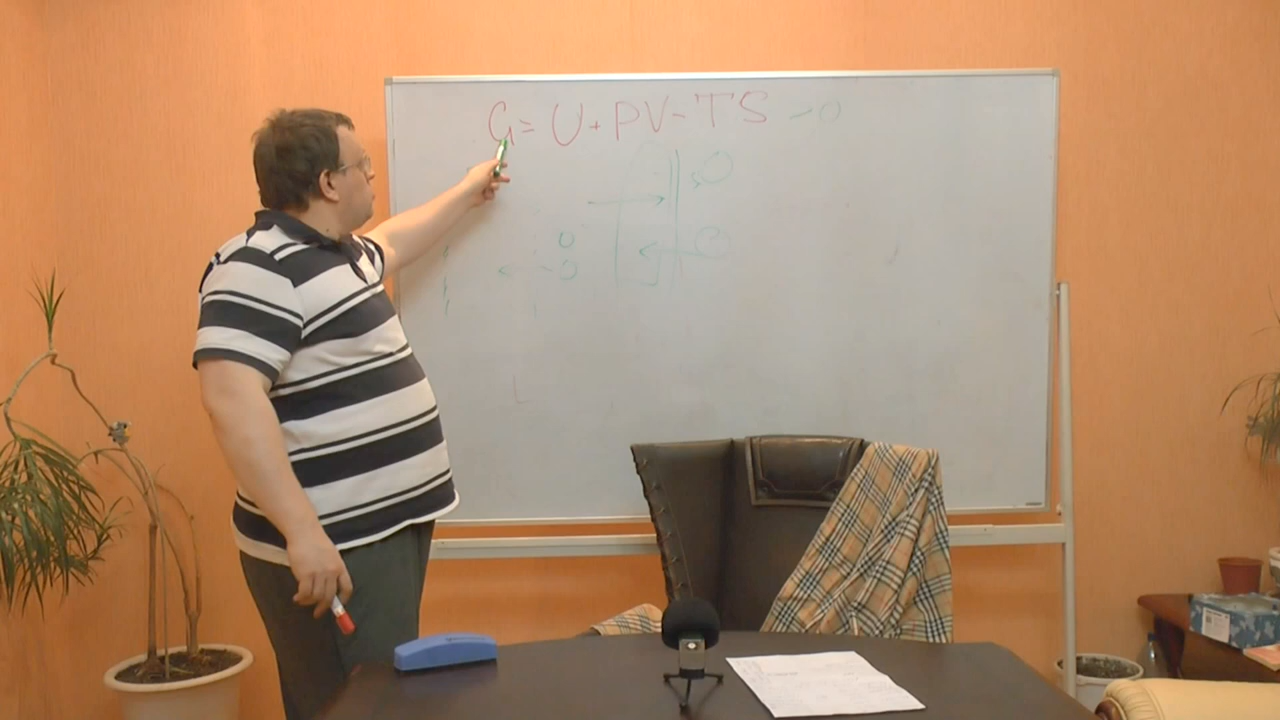 G = U + PV - TS > 0